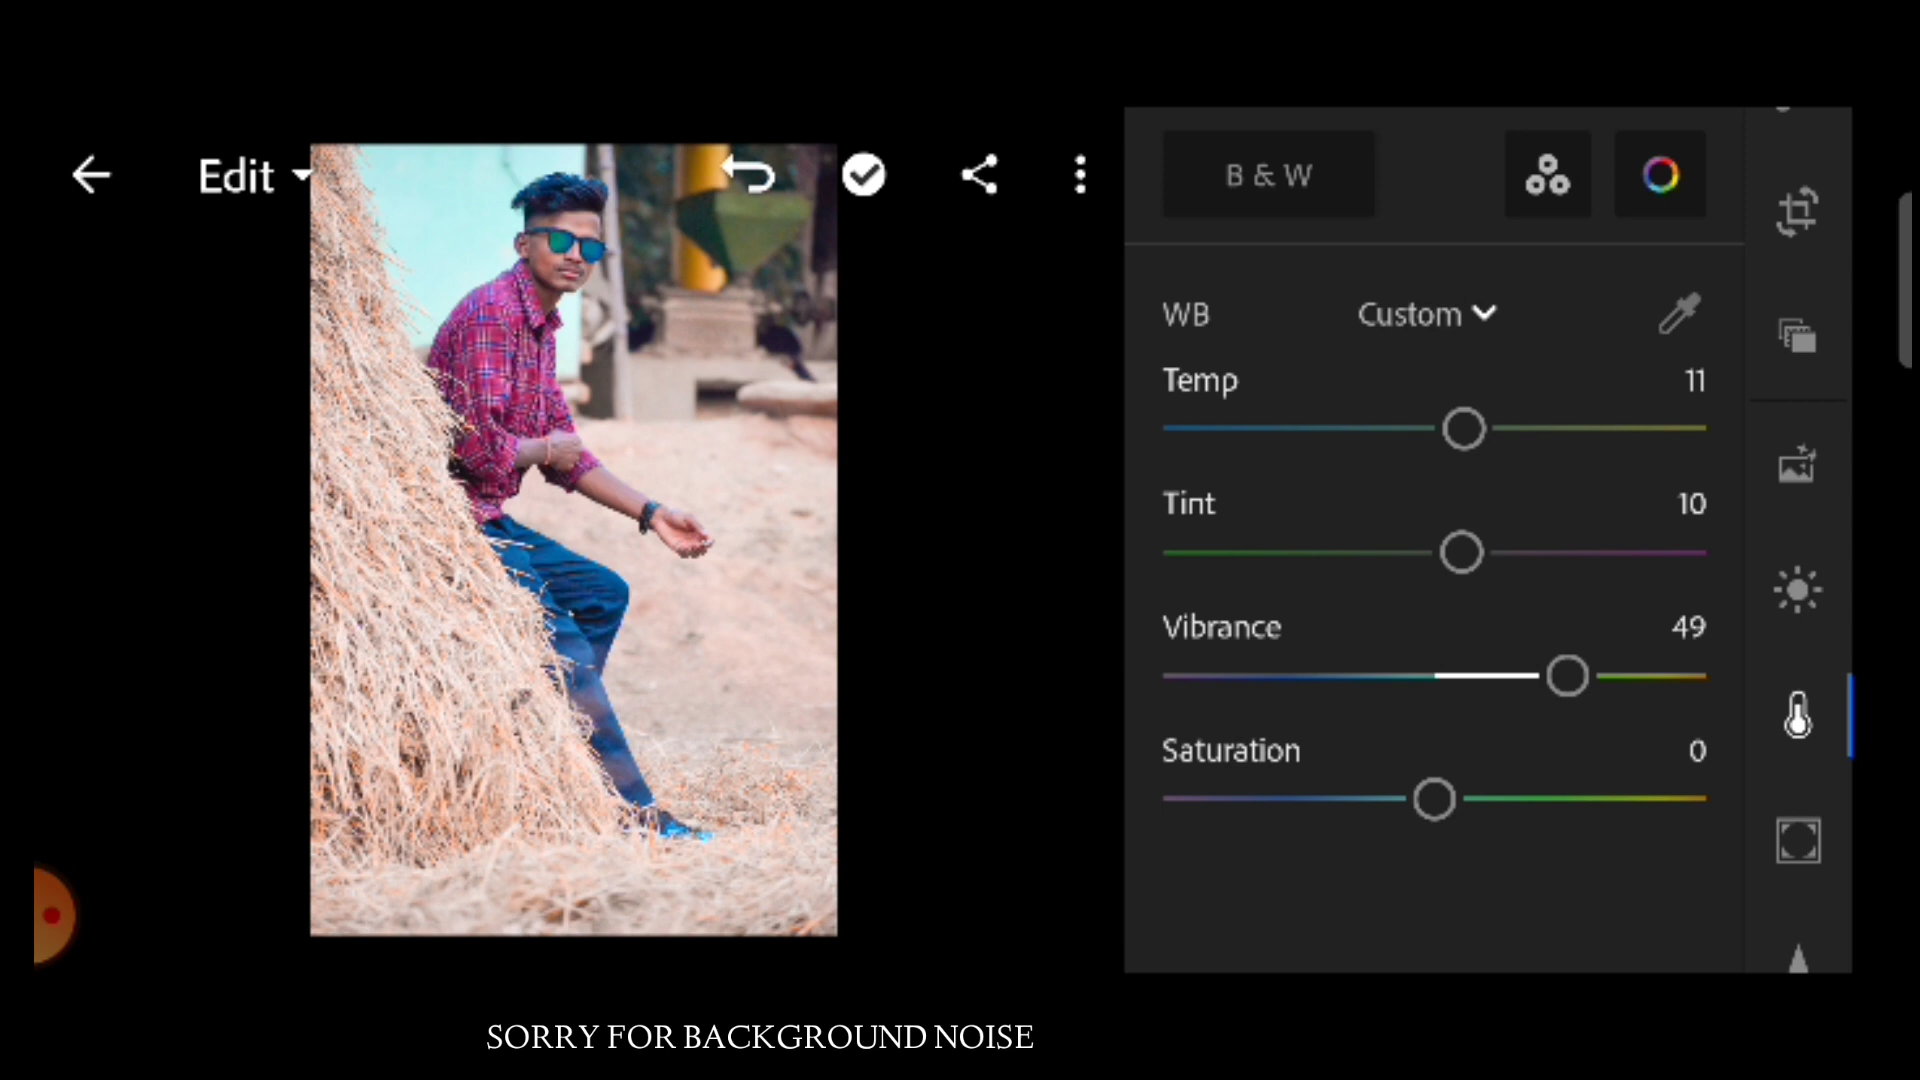 Edit
B & W
WB Custom
Temp 11
Tint 10
Vibrance 49
Saturation 0
SORRY FOR BACKGROUND NOISE